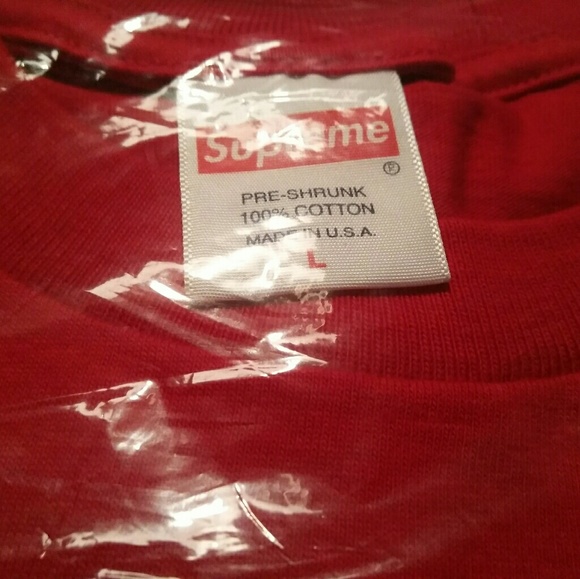 Supreme
®
PRE-SHRUNK
100% COTTON
MADE IN U.S.A.
L